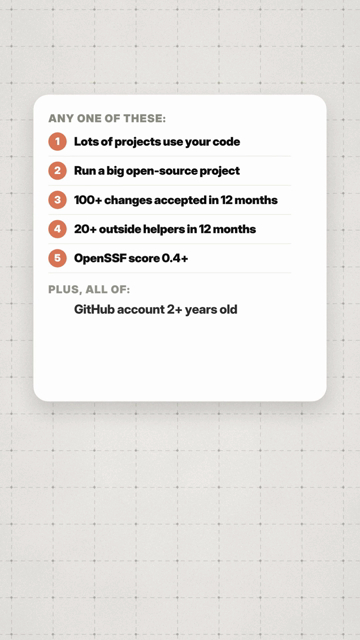 ANY ONE OF THESE:
1 Lots of projects use your code
2 Run a big open-source project
3 100+ changes accepted in 12 months
4 20+ outside helpers in 12 months
5 OpenSSF score 0.4+
PLUS, ALL OF:
GitHub account 2+ years old